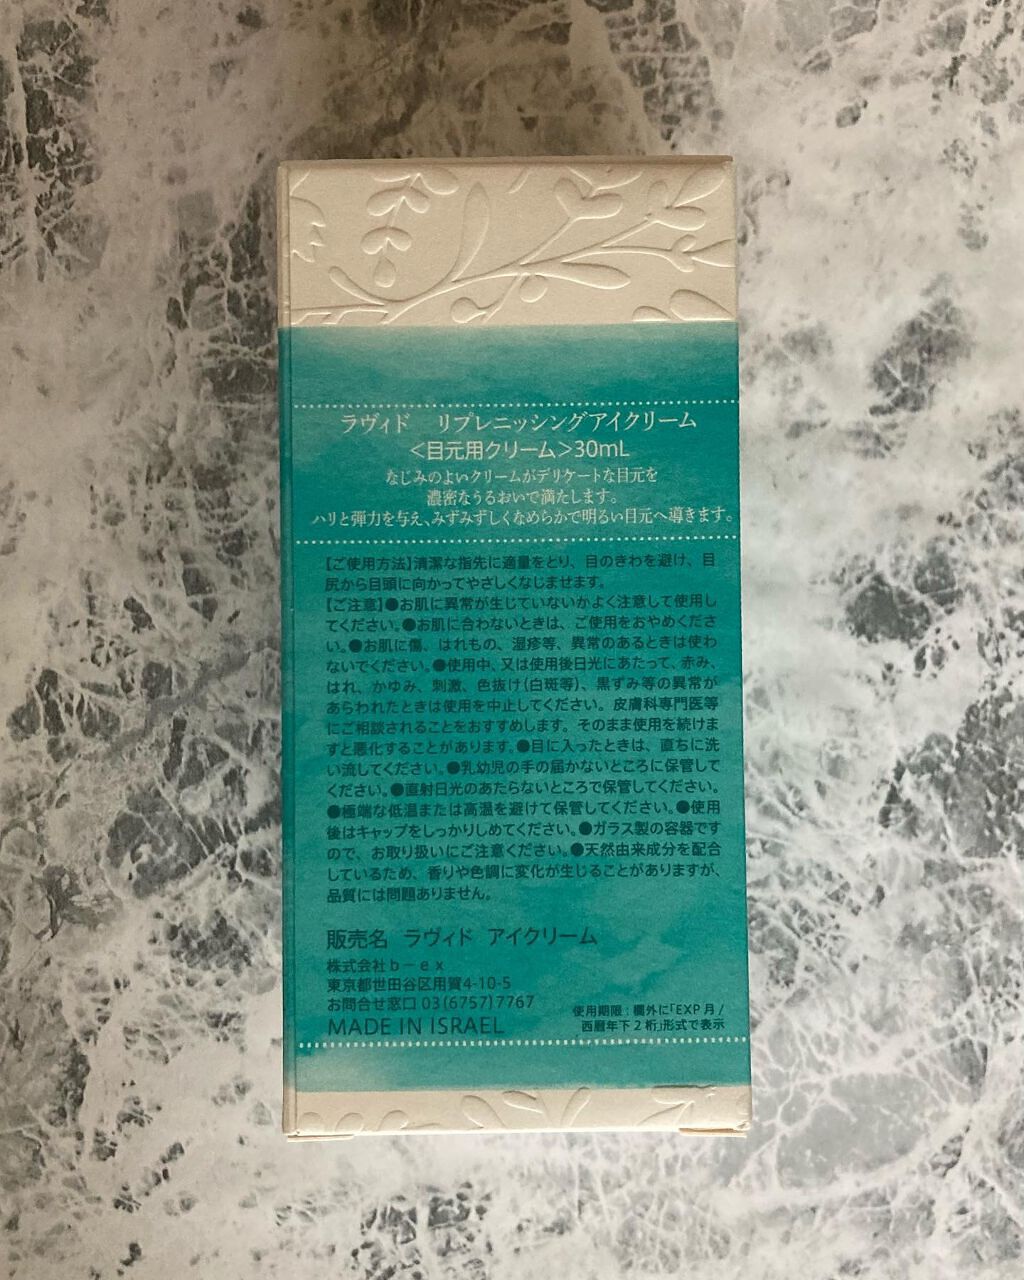 ラヴィド　リプレニッシングアイクリーム
<目元用クリーム>30mL
なじみのよいクリームがデリケートな目元を
濃密なうるおいで満たします。
ハリと弾力を与え、みずみずしくなめらかで明るい目元へ導きます。
【ご使用方法】清潔な指先に適量をとり、目のきわを避け、目
尻から目頭に向かってやさしくなじませます。
【ご注意】●お肌に異常が生じていないかよく注意して使用し
てください。●お肌に合わないときは、ご使用をおやめくださ
い。●お肌に傷、はれもの、湿疹等、異常のあるときは使わ
ないでください。●使用中、又は使用後日光にあたって、赤み、
はれ、かゆみ、刺激、色抜け(白斑等)、黒ずみ等の異常が
あらわれたときは使用を中止してください。皮膚科専門医等
にご相談されることをおすすめします。そのまま使用を続けま
すと悪化することがあります。●目に入ったときは、直ちに洗
い流してください。●乳幼児の手の届かないところに保管して
ください。●直射日光のあたらないところで保管してください。
●極端な低温または高温を避けて保管してください。●使用
後はキャップをしっかりしめてください。●ガラス製の容器です
ので、お取り扱いにご注意ください。●天然由来成分を配合
しているため、香りや色調に変化が生じることがありますが、
品質には問題ありません。
販売名　ラヴィド　アイクリーム
株式会社ｂ－ｅｘ
東京都世田谷区用賀4-10-5
お問合せ窓口 03(6757)7767
MADE IN ISRAEL
使用期限：欄外に「EXP 月/
西暦年下２桁」形式で表示